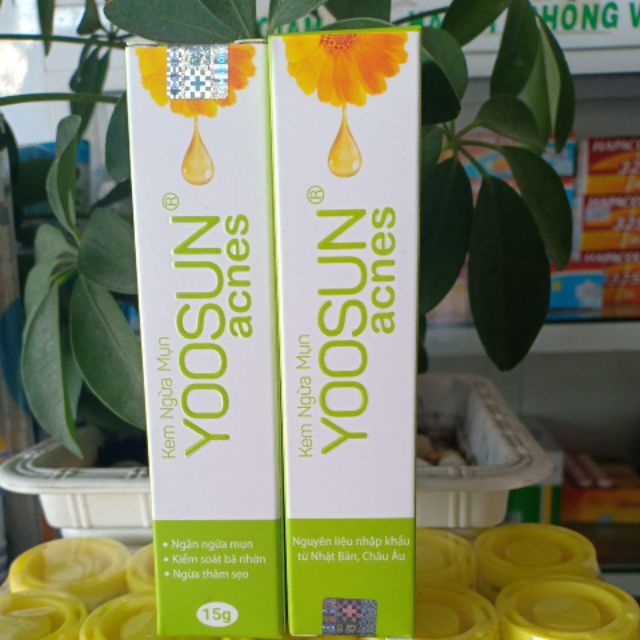 Kem Ngừa Mụn
YOOSUN®
acnes
• Ngăn ngừa mụn
• Kiểm soát bã nhờn
• Ngừa thâm sẹo
15g
Kem Ngừa Mụn
YOOSUN®
acnes
Nguyên liệu nhập khẩu
từ Nhật Bản, Châu Âu
HÒNG V